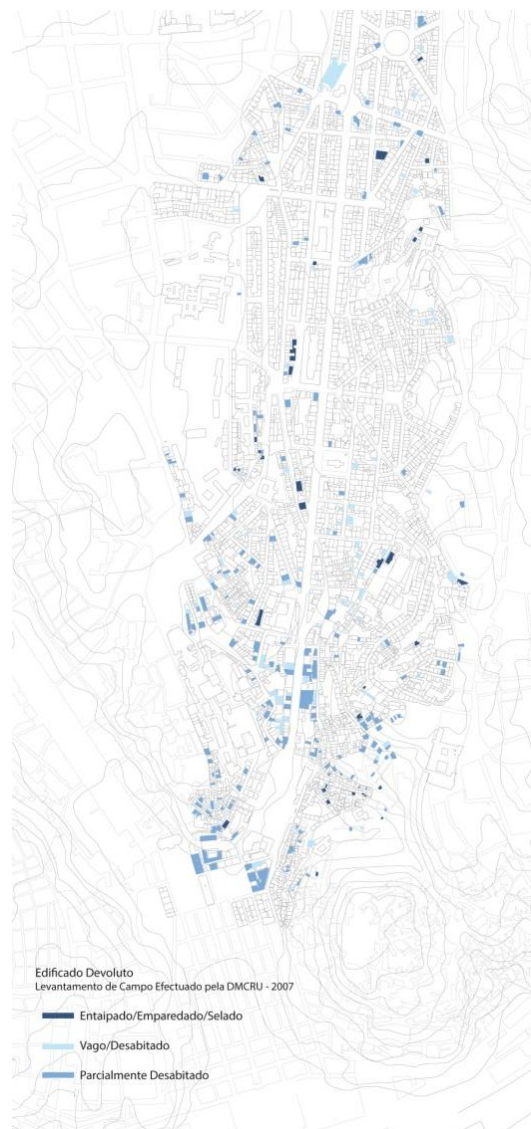 Edificado Devoluto
Levantamento de Campo Efectuado pela DMCRU - 2007
Entaipado/Emparedado/Selado
Vago/Desabitado
Parcialmente Desabitado